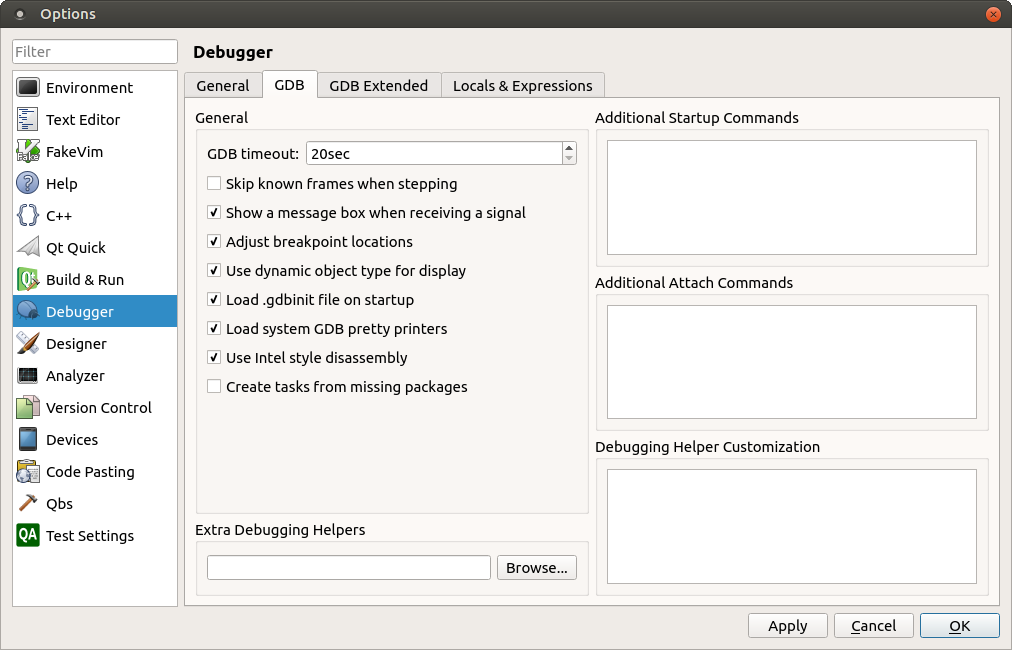 Options
Filter
Environment
Text Editor
FakeVim
Help
C++
Qt Quick
Build & Run
Debugger
Designer
Analyzer
Version Control
Devices
Code Pasting
Qbs
QA Test Settings
Debugger
General GDB GDB Extended Locals & Expressions
General
GDB timeout: 20sec
Skip known frames when stepping
Show a message box when receiving a signal
Adjust breakpoint locations
Use dynamic object type for display
Load .gdbinit file on startup
Load system GDB pretty printers
Use Intel style disassembly
Create tasks from missing packages
Extra Debugging Helpers
Browse...
Additional Startup Commands
Additional Attach Commands
Debugging Helper Customization
Apply Cancel OK